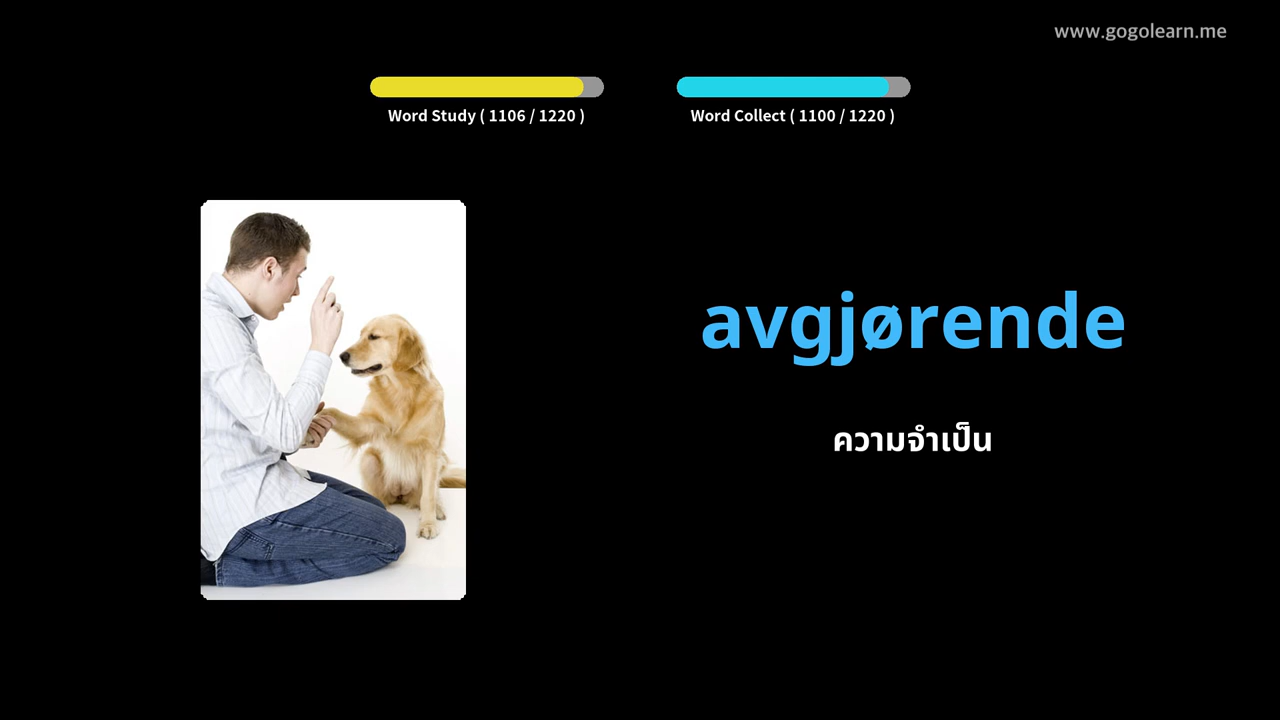 www.gogolearn.me
Word Study ( 1106 / 1220 )
Word Collect ( 1100 / 1220 )
avgjørende
ความจำเป็น